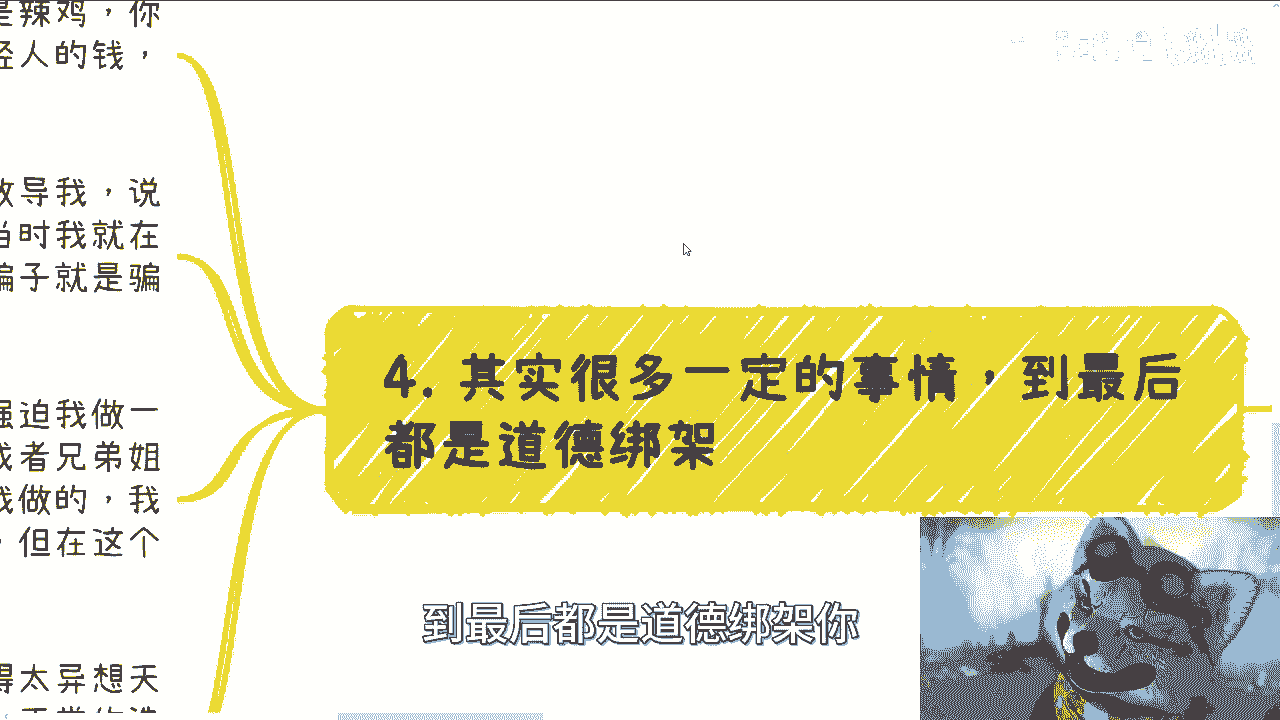 是辣鸡，你
轻人的钱，
教导我，说
当时我就在
骗子就是骗
强迫我做一
或者兄弟姐
我做的，我
，但在这个
得太异想天
4. 其实很多一定的事情，到最后
都是道德绑架
到最后都是道德绑架你